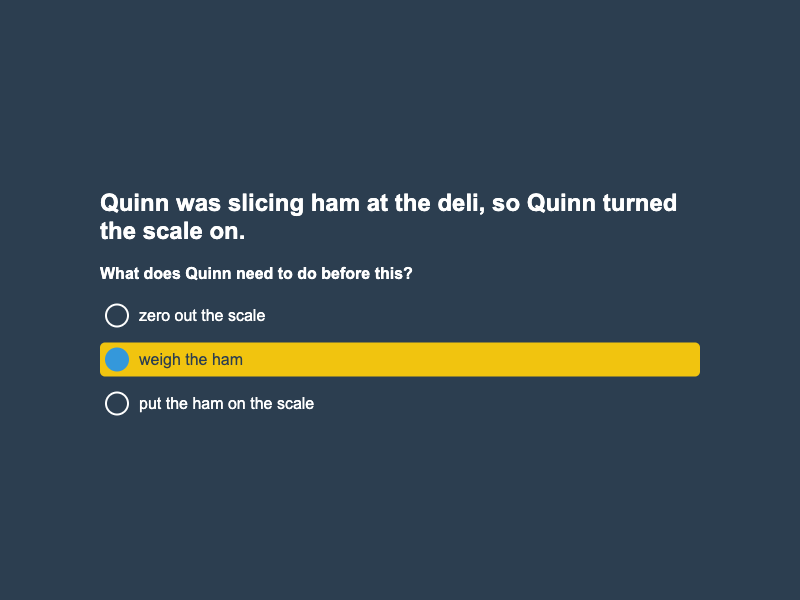 Quinn was slicing ham at the deli, so Quinn turned
the scale on.
What does Quinn need to do before this?
zero out the scale
weigh the ham
put the ham on the scale